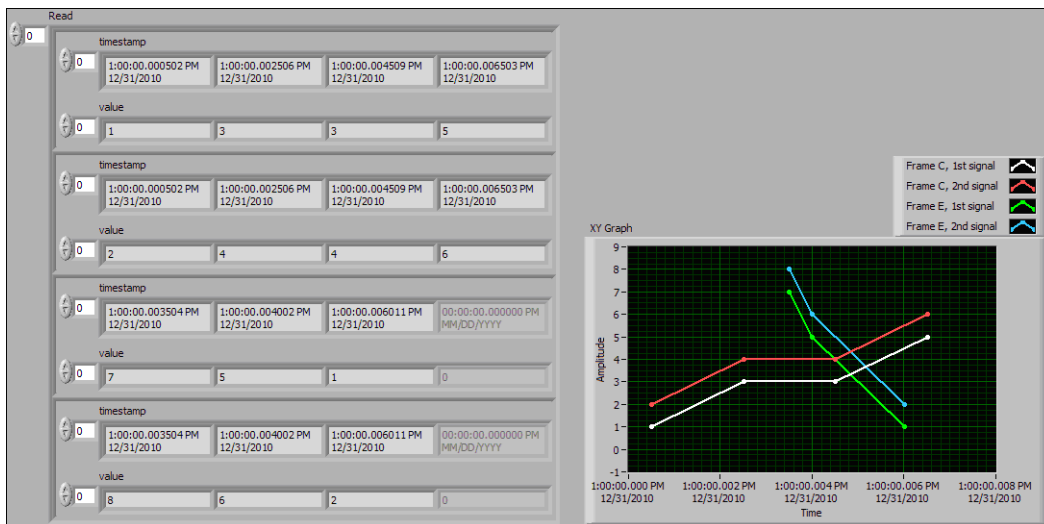 Read
0
timestamp
0
1:00:00.000502 PM 1:00:00.002506 PM 1:00:00.004509 PM 1:00:00.006503 PM
12/31/2010 12/31/2010 12/31/2010 12/31/2010
value
0 1 3 3 5
timestamp
0
1:00:00.000502 PM 1:00:00.002506 PM 1:00:00.004509 PM 1:00:00.006503 PM
12/31/2010 12/31/2010 12/31/2010 12/31/2010
value
0 2 4 4 6
timestamp
0
1:00:00.003504 PM 1:00:00.004002 PM 1:00:00.006011 PM 00:00:00.000000 PM
12/31/2010 12/31/2010 12/31/2010 MM/DD/YYYY
value
0 7 5 1 0
timestamp
0
1:00:00.003504 PM 1:00:00.004002 PM 1:00:00.006011 PM 00:00:00.000000 PM
12/31/2010 12/31/2010 12/31/2010 MM/DD/YYYY
value
0 8 6 2 0
Frame C, 1st signal
Frame C, 2nd signal
Frame E, 1st signal
Frame E, 2nd signal
XY Graph
Amplitude
9
8
7
6
5
4
3
2
1
0
-1
1:00:00.000 PM 1:00:00.002 PM 1:00:00.004 PM 1:00:00.006 PM 1:00:00.008 PM
12/31/2010 12/31/2010 12/31/2010 12/31/2010 12/31/2010
Time